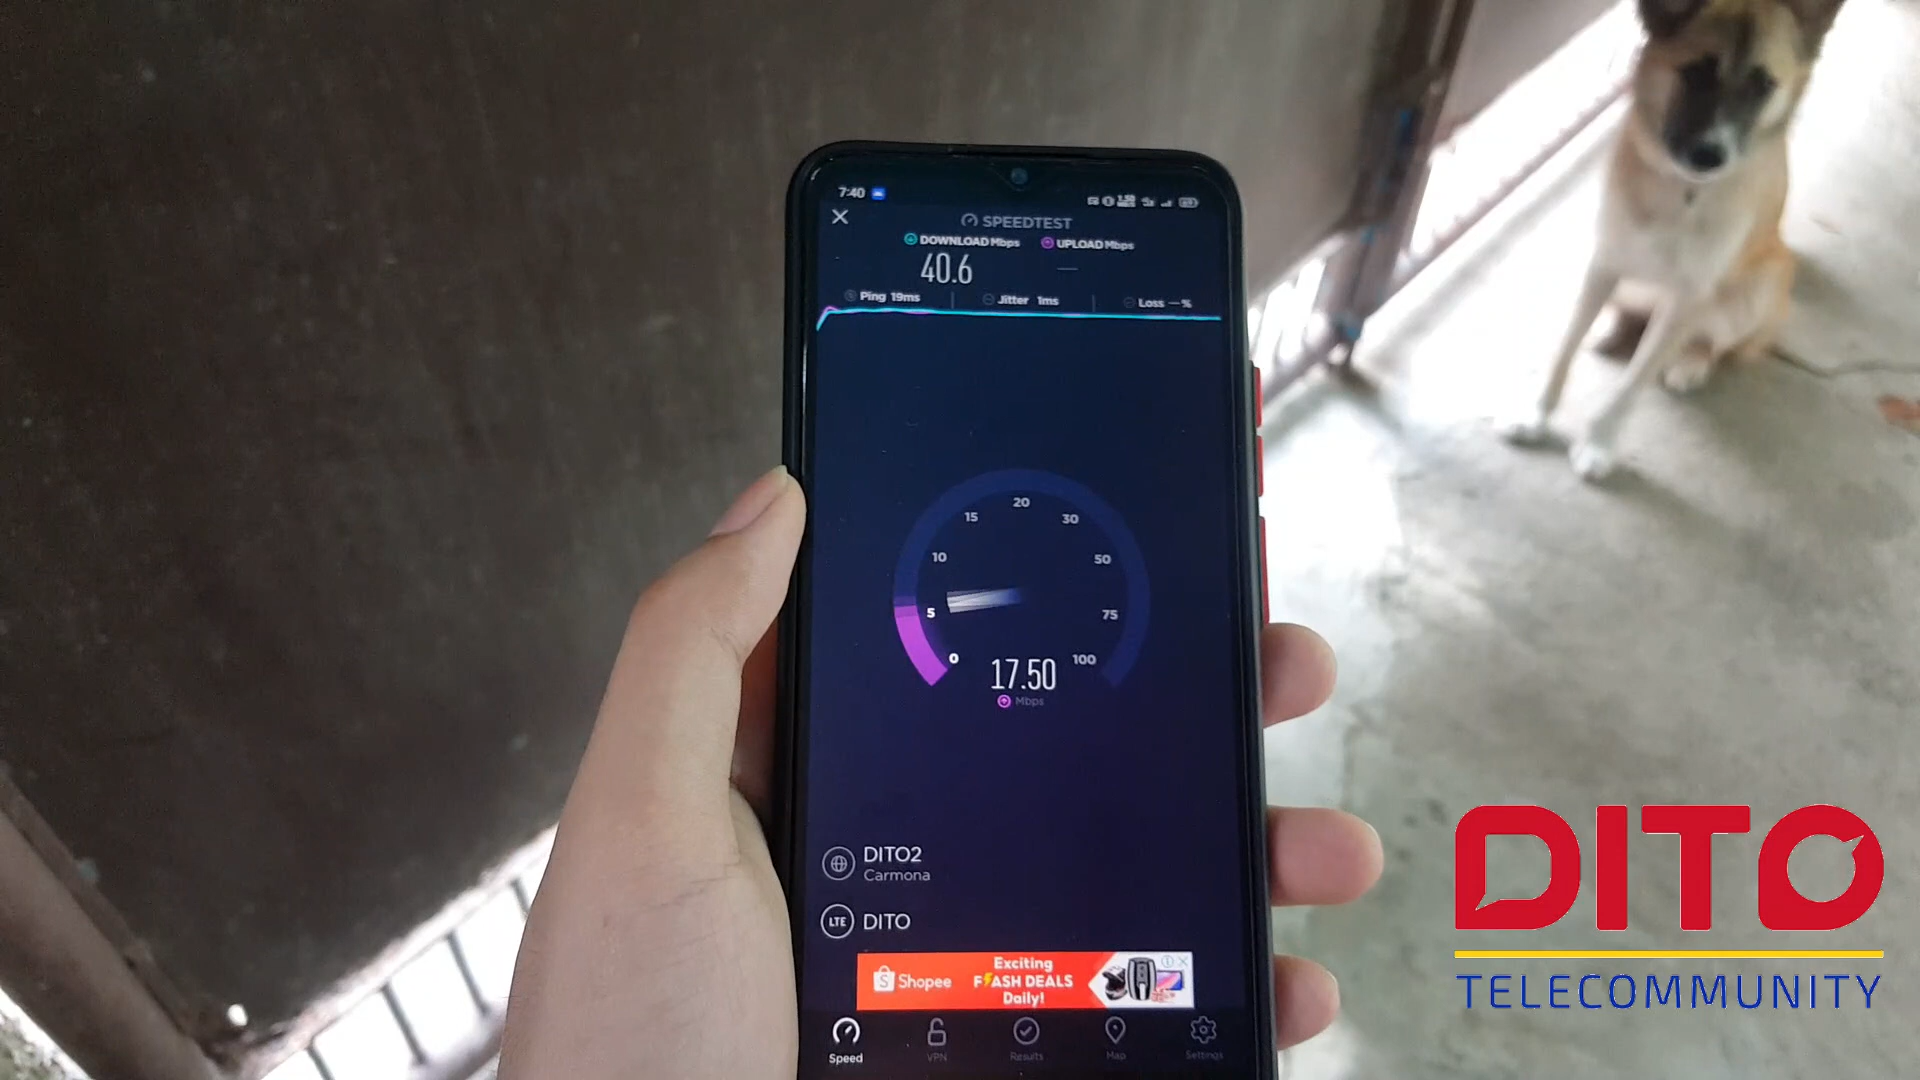 7:40
SPEEDTEST
DOWNLOAD Mbps UPLOAD Mbps
40.6 —
Ping 19ms Jitter 1ms Loss — %
20
15 30
10 50
5 75
0 100
17.50
Mbps
DITO2
Carmona
LTE DITO
Shopee
Exciting
FLASH DEALS
Daily!
Speed VPN Results Map Settings
DITO
TELECOMMUNITY